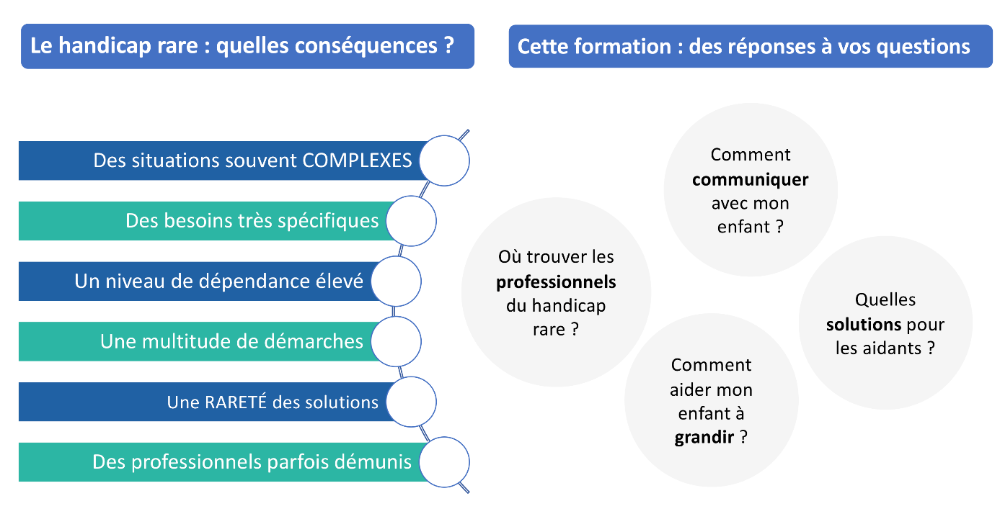 Le handicap rare : quelles conséquences ?
Des situations souvent COMPLEXES
Des besoins très spécifiques
Un niveau de dépendance élevé
Une multitude de démarches
Une RARETÉ des solutions
Des professionnels parfois démunis
Cette formation : des réponses à vos questions
Où trouver les
professionnels
du handicap
rare ?
Comment
communiquer
avec mon
enfant ?
Comment
aider mon
enfant à
grandir ?
Quelles
solutions pour
les aidants ?